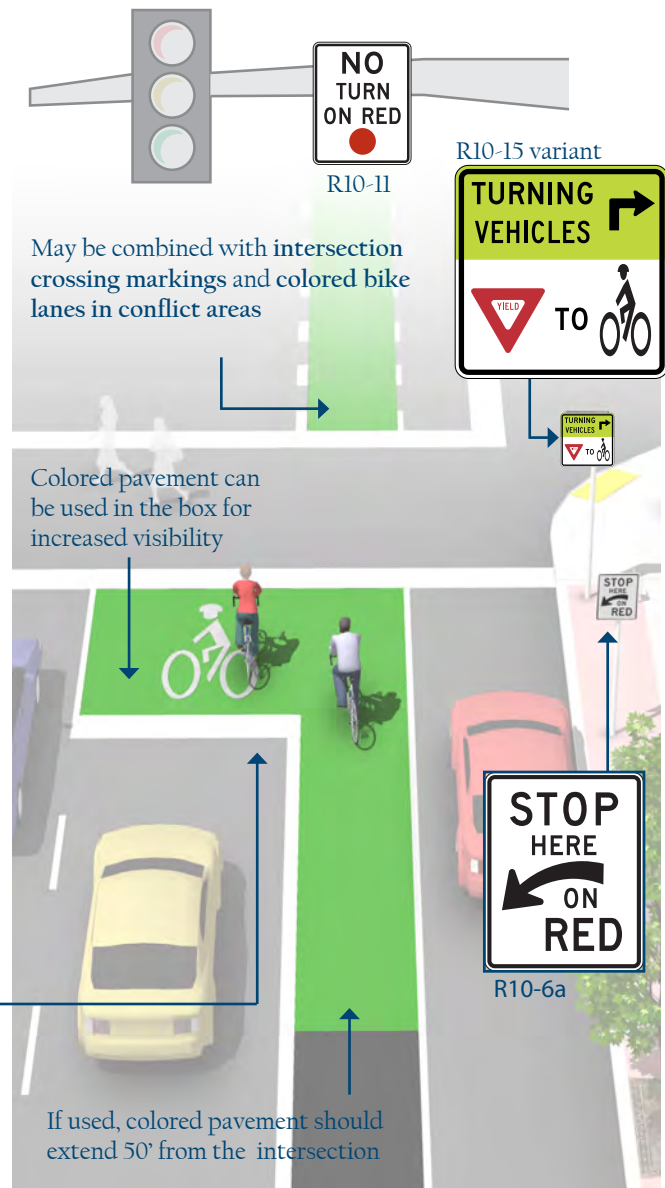 NO
TURN
ON RED
R10-11
R10-15 variant
TURNING
VEHICLES
YIELD
TO
May be combined with intersection
crossing markings and colored bike
lanes in conflict areas
TURNING
VEHICLES
TO
Colored pavement can
be used in the box for
increased visibility
STOP
HERE
ON
RED
STOP
HERE
ON
RED
R10-6a
If used, colored pavement should
extend 50’ from the intersection